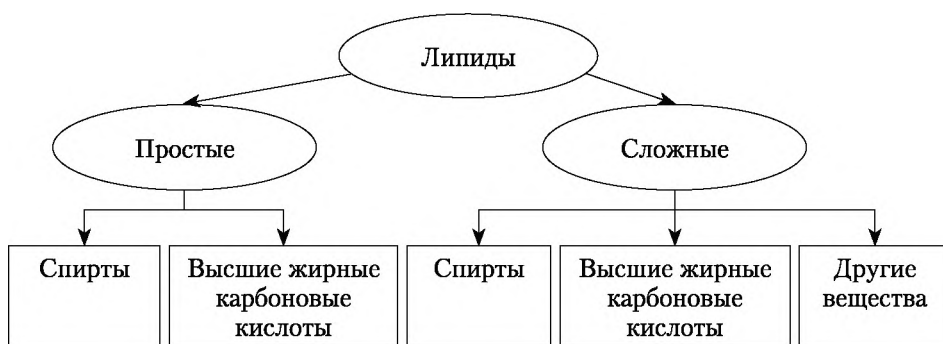 Липиды
Простые
Сложные
Спирты
Высшие жирные
карбоновые
кислоты
Спирты
Высшие жирные
карбоновые
кислоты
Другие
вещества